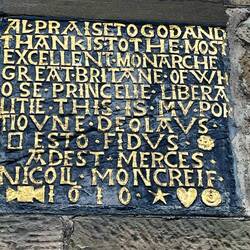 AL PRAISE TO GOD AND
THANKIS TO THE MOST
EXCELLENT MONARCHE
GREAT BRITANE OF WH
OSE PRINCELIE LIBERA
LITIE THIS IS MY POR
TIOVNE DEO LAVS
ESTO FIDVS
ADEST MERCES
NICOLL MONCREIF
1610